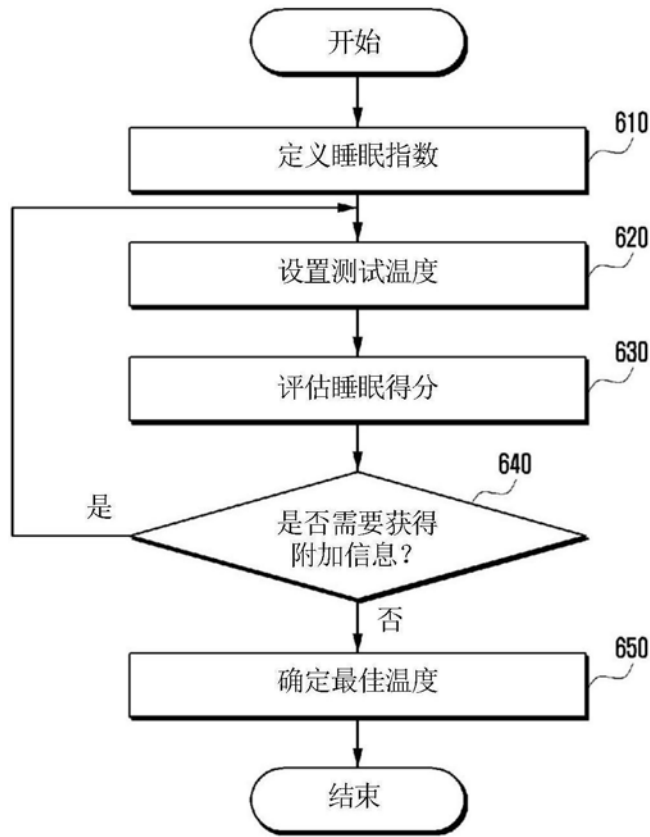 开始
610
定义睡眠指数
620
设置测试温度
630
评估睡眠得分
640
是
是否需要获得
附加信息？
否
650
确定最佳温度
结束